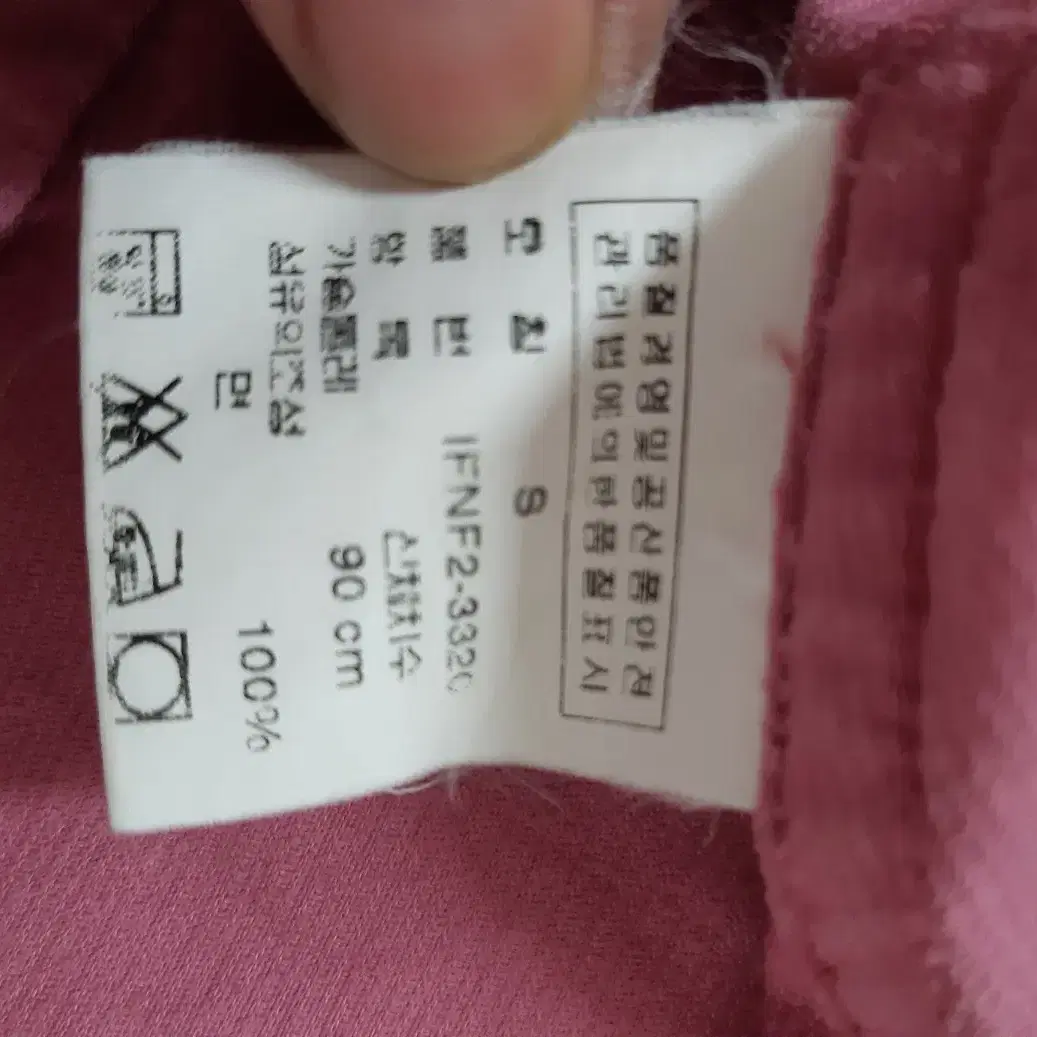 품질경영및공산품안전
관리법에의한품질표시
호칭 S
품번 IFNF2-3320
항목 신체치수
가슴둘레 90 cm
섬유의조성
면 100%